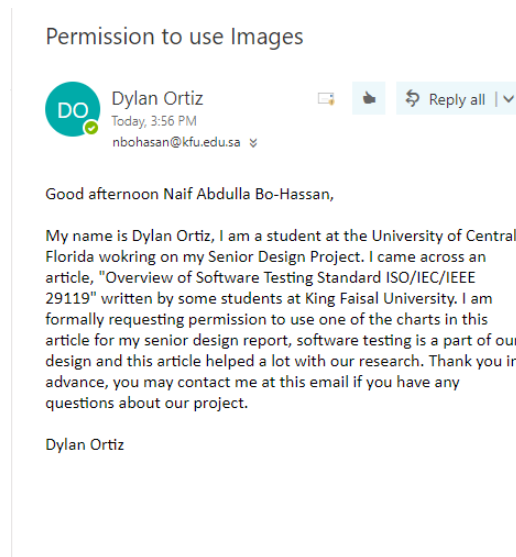 Permission to use Images
DO
Dylan Ortiz
Reply all
Today, 3:56 PM
nbohasan@kfu.edu.sa
Good afternoon Naif Abdulla Bo-Hassan,
My name is Dylan Ortiz, I am a student at the University of Central
Florida wokring on my Senior Design Project. I came across an
article, "Overview of Software Testing Standard ISO/IEC/IEEE
29119" written by some students at King Faisal University. I am
formally requesting permission to use one of the charts in this
article for my senior design report, software testing is a part of our
design and this article helped a lot with our research. Thank you in
advance, you may contact me at this email if you have any
questions about our project.
Dylan Ortiz